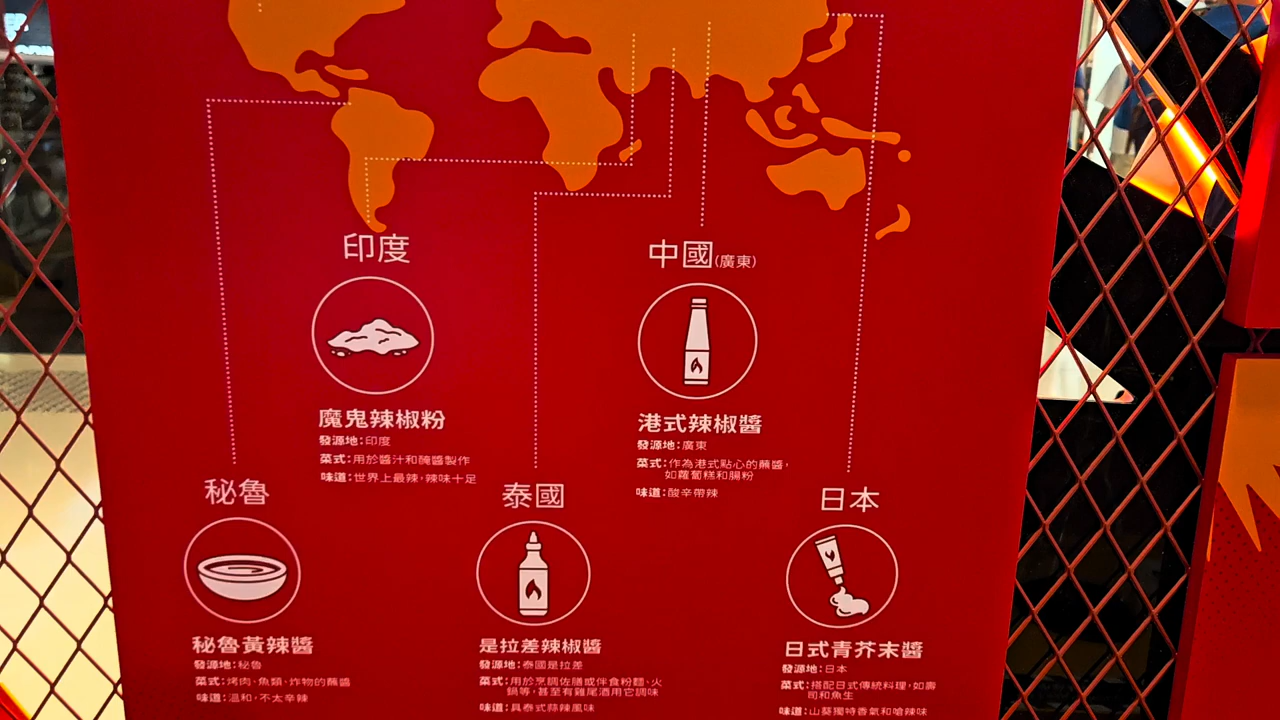 印度
魔鬼辣椒粉
發源地:印度
菜式:用於醬汁和醃醬製作
味道:世界上最辣,辣味十足
中國(廣東)
港式辣椒醬
發源地:廣東
菜式:作為港式點心的蘸醬,
如蘿蔔糕和腸粉
味道:酸辛帶辣
秘魯
秘魯黃辣醬
發源地:秘魯
菜式:烤肉、魚類、炸物的蘸醬
味道:溫和,不太辛辣
泰國
是拉差辣椒醬
發源地:泰國是拉差
菜式:用於烹調佐膳或伴食粉麵、火
鍋等,甚至有雞尾酒用它調味
味道:具泰式蒜辣風味
日本
日式青芥末醬
發源地:日本
菜式:搭配日式傳統料理,如壽
司和魚生
味道:山葵獨特香氣和嗆辣味